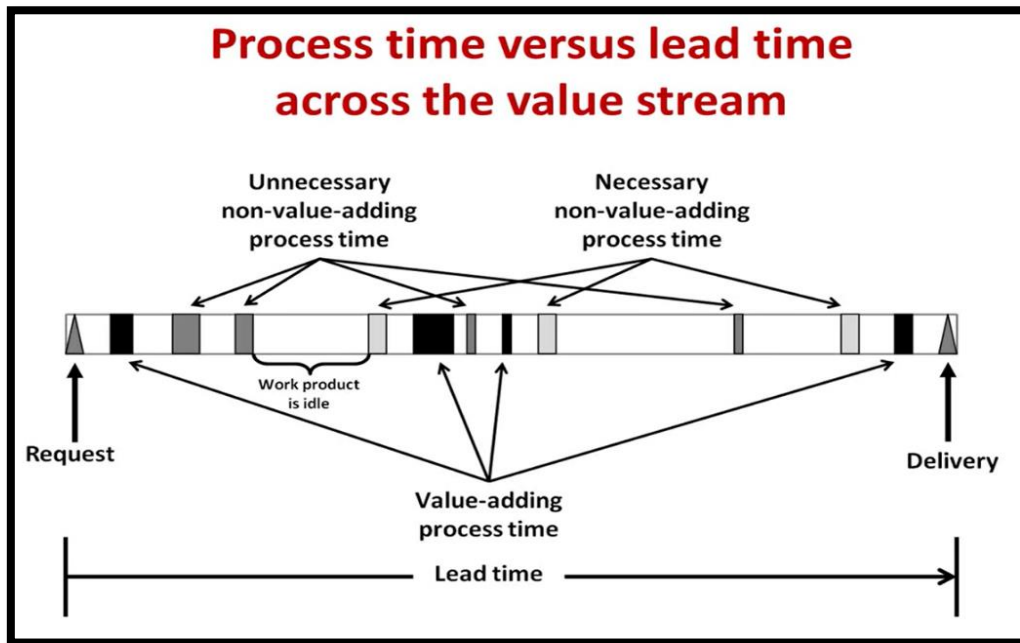 Process time versus lead time
across the value stream
Unnecessary
non-value-adding
process time
Necessary
non-value-adding
process time
Work product
is idle
Request
Delivery
Value-adding
process time
Lead time